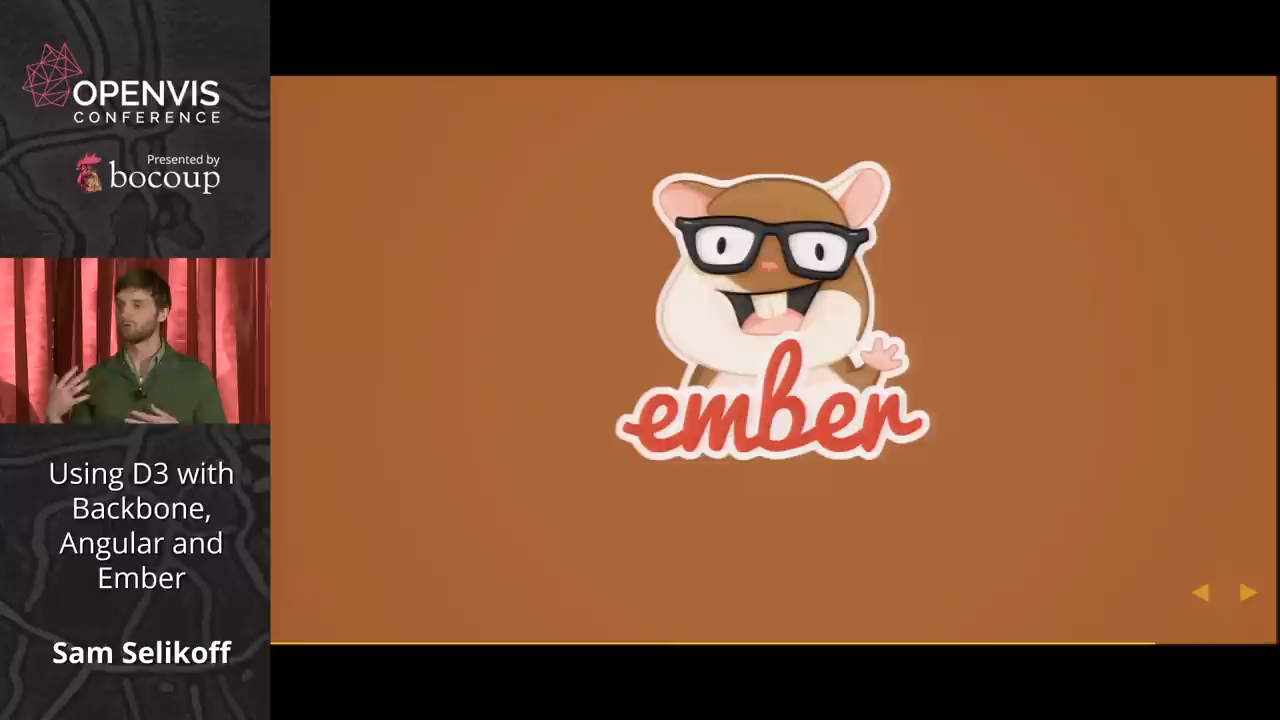 OPENVIS
CONFERENCE
Presented by
bocoup
Using D3 with
Backbone,
Angular and
Ember
Sam Selikoff
ember